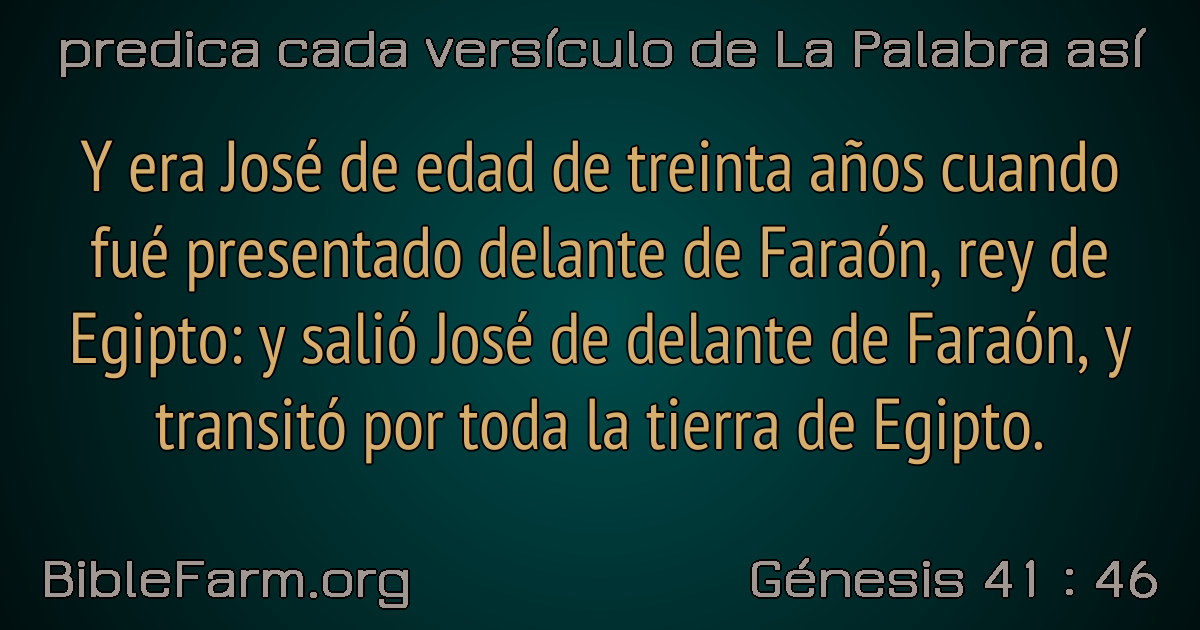 predica cada versículo de La Palabra así
Y era José de edad de treinta años cuando
fué presentado delante de Faraón, rey de
Egipto: y salió José de delante de Faraón, y
transitó por toda la tierra de Egipto.
BibleFarm.org
Génesis 41 : 46